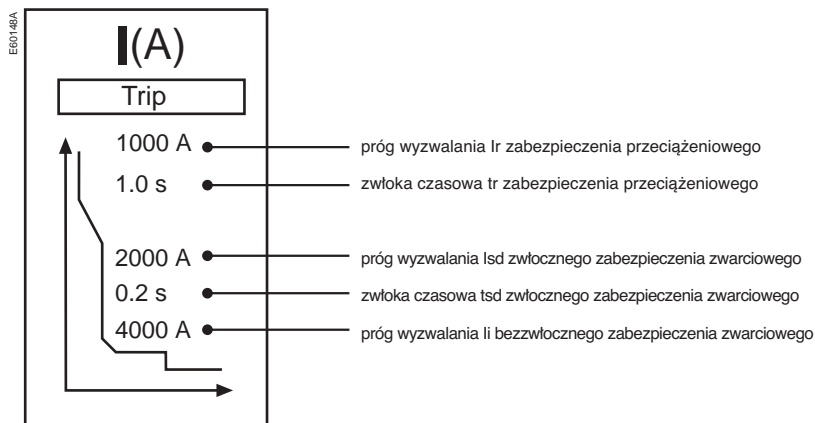 E60148A
I(A)
Trip
1000 A
próg wyzwalania Ir zabezpieczenia przeciążeniowego
1.0 s
zwłoka czasowa tr zabezpieczenia przeciążeniowego
2000 A
próg wyzwalania Isd zwłocznego zabezpieczenia zwarciowego
0.2 s
zwłoka czasowa tsd zwłocznego zabezpieczenia zwarciowego
4000 A
próg wyzwalania Ii bezzwłocznego zabezpieczenia zwarciowego